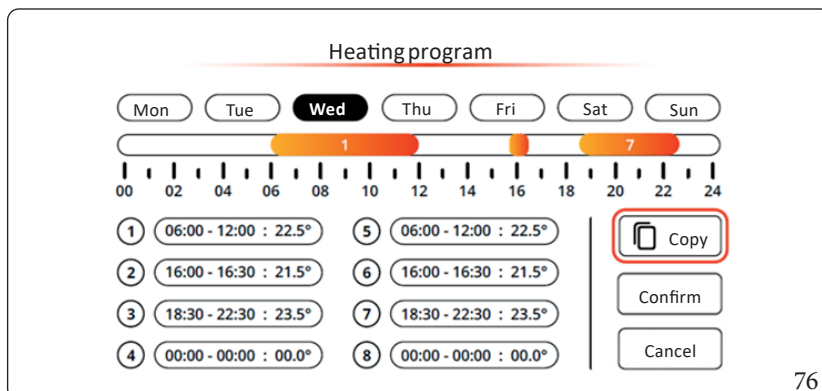 Heating program
Mon Tue Wed Thu Fri Sat Sun
1 7
00 02 04 06 08 10 12 14 16 18 20 22 24
1 06:00 - 12:00 : 22.5° 5 06:00 - 12:00 : 22.5° Copy
2 16:00 - 16:30 : 21.5° 6 16:00 - 16:30 : 21.5°
Confirm
3 18:30 - 22:30 : 23.5° 7 18:30 - 22:30 : 23.5°
4 00:00 - 00:00 : 00.0° 8 00:00 - 00:00 : 00.0° Cancel
76